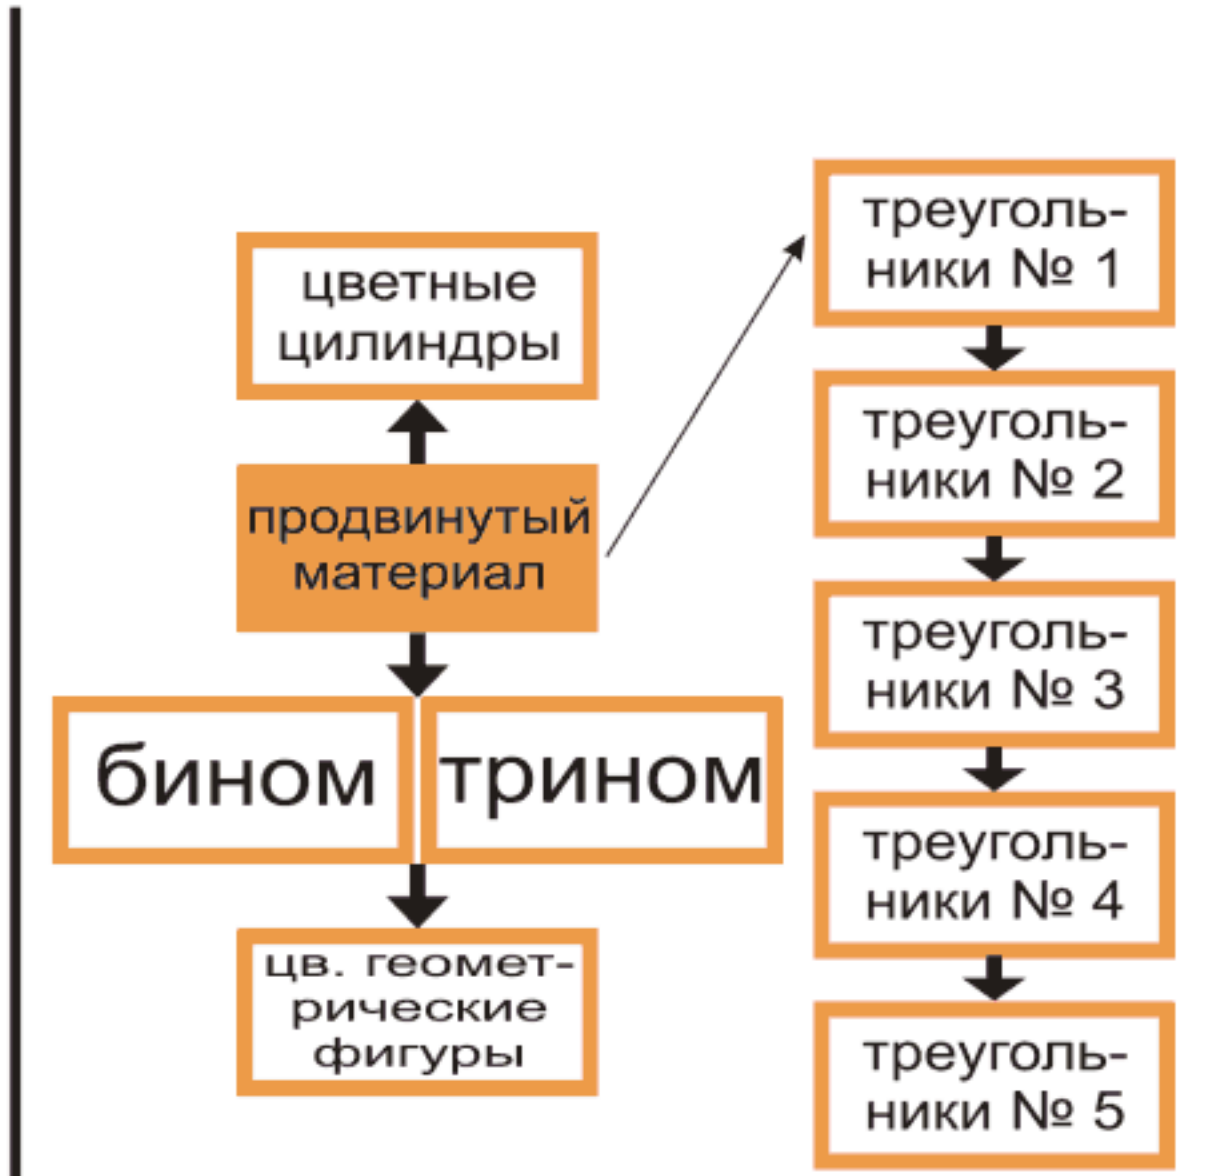 цветные
цилиндры
продвинутый
материал
бином
трином
цв. геомет-
рические
фигуры
треуголь-
ники № 1
треуголь-
ники № 2
треуголь-
ники № 3
треуголь-
ники № 4
треуголь-
ники № 5